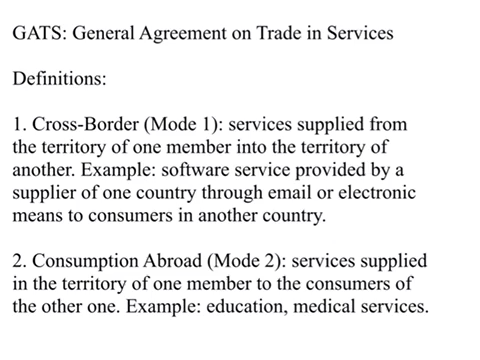 GATS: General Agreement on Trade in Services
Definitions:
1. Cross-Border (Mode 1): services supplied from
the territory of one member into the territory of
another. Example: software service provided by a
supplier of one country through email or electronic
means to consumers in another country.
2. Consumption Abroad (Mode 2): services supplied
in the territory of one member to the consumers of
the other one. Example: education, medical services.